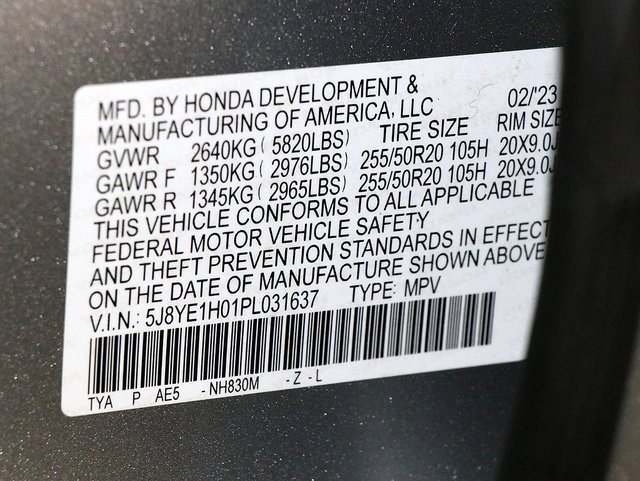 MFD. BY HONDA DEVELOPMENT &
MANUFACTURING OF AMERICA, LLC 02/'23
GVWR 2640KG ( 5820LBS) TIRE SIZE RIM SIZE
GAWR F 1350KG ( 2976LBS) 255/50R20 105H 20X9.0J
GAWR R 1345KG ( 2965LBS) 255/50R20 105H 20X9.0J
THIS VEHICLE CONFORMS TO ALL APPLICABLE
FEDERAL MOTOR VEHICLE SAFETY
AND THEFT PREVENTION STANDARDS IN EFFECT
ON THE DATE OF MANUFACTURE SHOWN ABOVE
V.I.N.: 5J8YE1H01PL031637 TYPE: MPV
TYA P AE5 -NH830M -Z-L